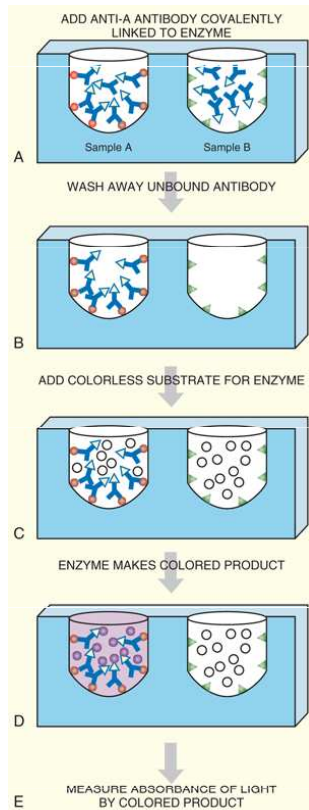 ADD ANTI-A ANTIBODY COVALENTLY
LINKED TO ENZYME
A
Sample A
Sample B
WASH AWAY UNBOUND ANTIBODY
B
ADD COLORLESS SUBSTRATE FOR ENZYME
C
ENZYME MAKES COLORED PRODUCT
D
MEASURE ABSORBANCE OF LIGHT
BY COLORED PRODUCT
E